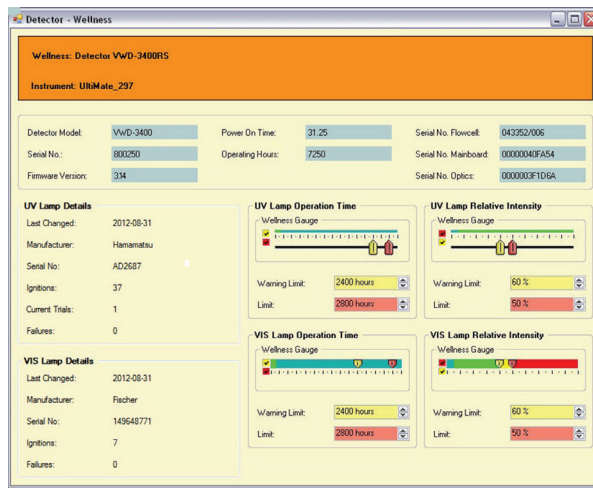 Detector - Wellness
Wellness: Detector VWD-3400RS
Instrument: UltiMate_297
Detector Model: VWD-3400 Power On Time: 31.25 Serial No. Flowcell: 043352/006
Serial No.: 800250 Operating Hours: 7250 Serial No. Mainboard: 00000040FA54
Firmware Version: 3.14 Serial No. Optics: 0000003F1D6A
UV Lamp Details
Last Changed: 2012-08-31
Manufacturer: Hamamatsu
Serial No: AD2687
Ignitions: 37
Current Trials: 1
Failures: 0
UV Lamp Operation Time
Wellness Gauge
Warning Limit: 2400 hours
Limit: 2800 hours
UV Lamp Relative Intensity
Wellness Gauge
Warning Limit: 60 %
Limit: 50 %
VIS Lamp Details
Last Changed: 2012-08-31
Manufacturer: Fischer
Serial No: 149648771
Ignitions: 7
Failures: 0
VIS Lamp Operation Time
Wellness Gauge
Warning Limit: 2400 hours
Limit: 2800 hours
VIS Lamp Relative Intensity
Wellness Gauge
Warning Limit: 60 %
Limit: 50 %